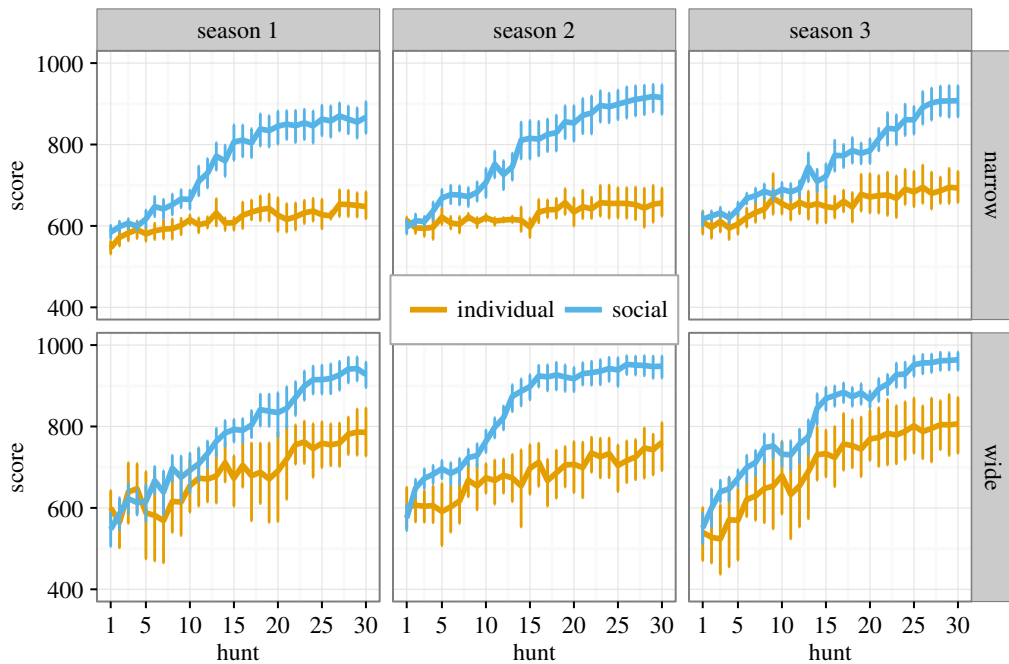 season 1 season 2 season 3
1000
800
600
400
score
narrow
individual social
1000
800
600
400
score
wide
1 5 10 15 20 25 30 1 5 10 15 20 25 30 1 5 10 15 20 25 30
hunt hunt hunt